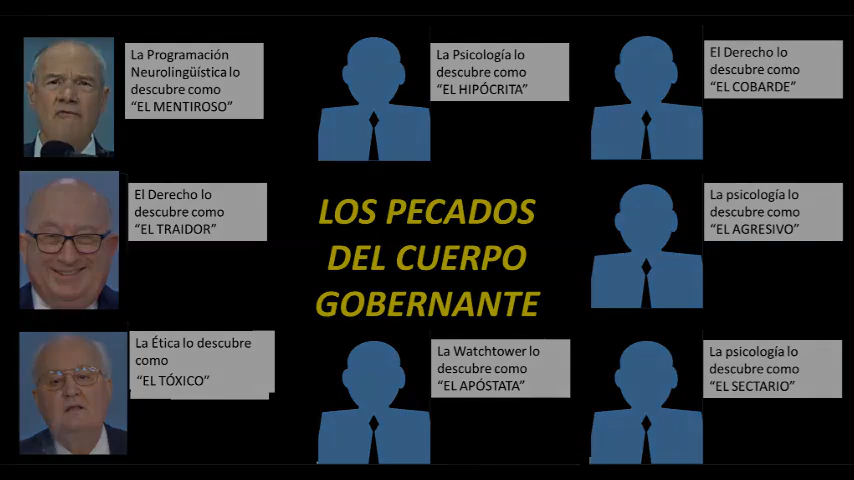 La Programación
Neurolingüística lo
descubre como
“EL MENTIROSO”
La Psicología lo
descubre como
“EL HIPÓCRITA”
El Derecho lo
descubre como
“EL COBARDE”
El Derecho lo
descubre como
“EL TRAIDOR”
LOS PECADOS
DEL CUERPO
GOBERNANTE
La psicología lo
descubre como
“EL AGRESIVO”
La Ética lo descubre
como
“EL TÓXICO”
La Watchtower lo
descubre como
“EL APÓSTATA”
La psicología lo
descubre como
“EL SECTARIO”